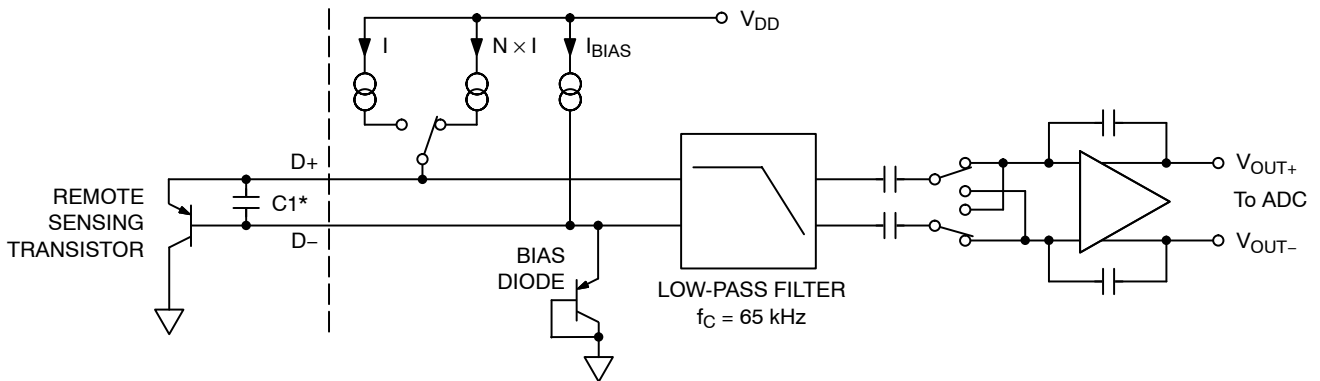 V_DD
I
N × I
I_BIAS
D+
C1*
D−
REMOTE
SENSING
TRANSISTOR
BIAS
DIODE
LOW-PASS FILTER
f_C = 65 kHz
V_OUT+
To ADC
V_OUT−